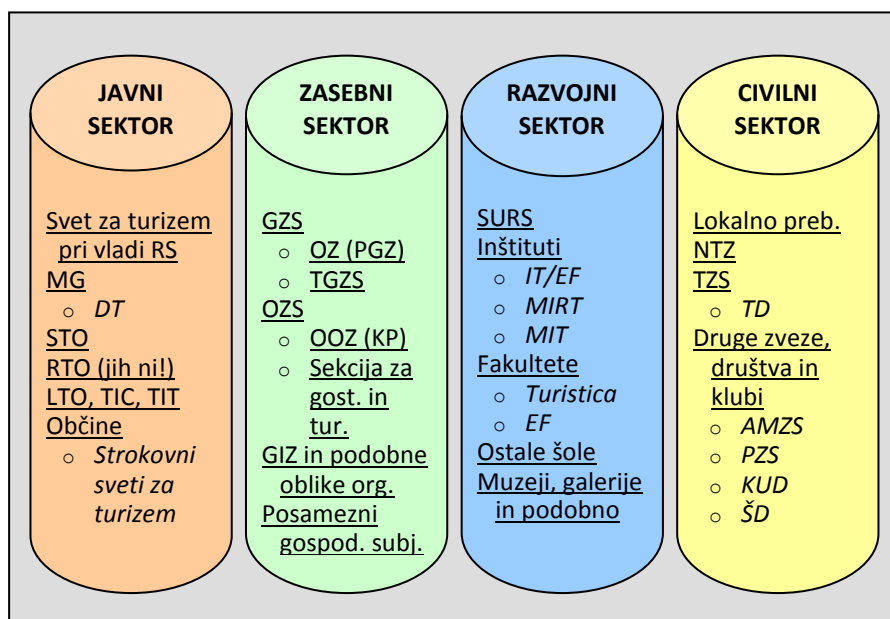 JAVNI
SEKTOR
Svet za turizem
pri vladi RS
MG
o DT
STO
RTO (jih ni!)
LTO, TIC, TIT
Občine
o Strokovni
sveti za
turizem
ZASEBNI
SEKTOR
GZS
o OZ (PGZ)
o TGZS
OZS
o OOZ (KP)
o Sekcija za
gost. in
tur.
GIZ in podobne
oblike org.
Posamezni
gospod. subj.
RAZVOJNI
SEKTOR
SURS
Inštituti
o IT/EF
o MIRT
o MIT
Fakultete
o Turistica
o EF
Ostale šole
Muzeji, galerije
in podobno
CIVILNI
SEKTOR
Lokalno preb.
NTZ
TZS
o TD
Druge zveze,
društva in
klubi
o AMZS
o PZS
o KUD
o ŠD